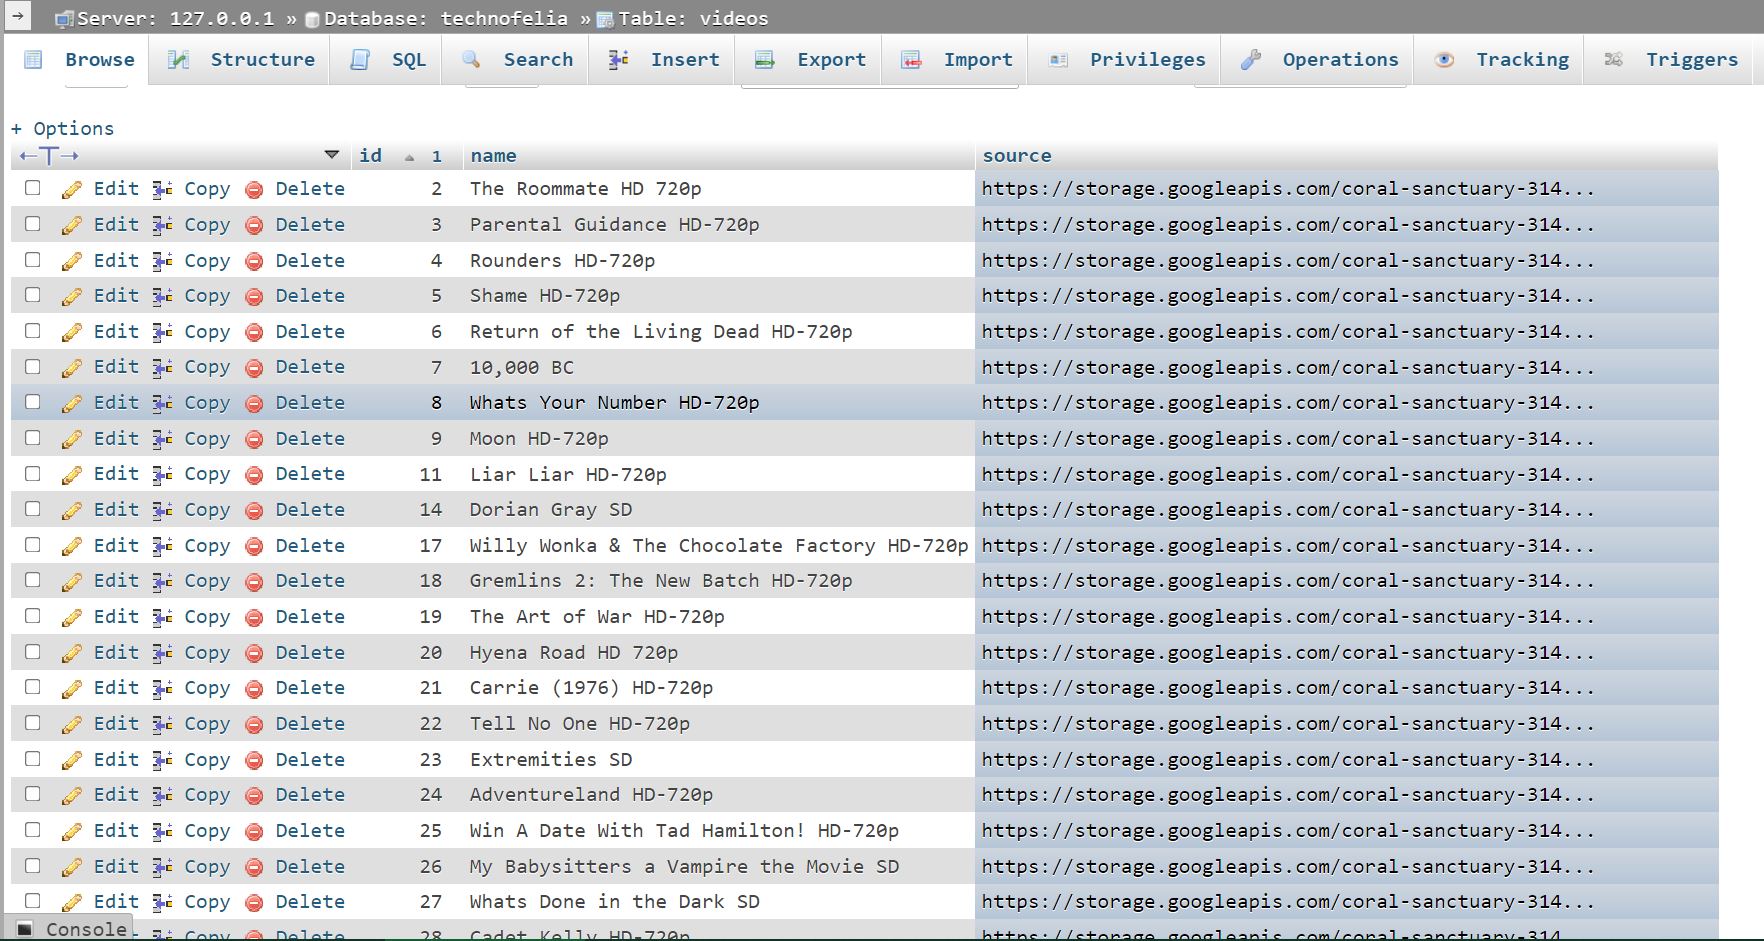 Server: 127.0.0.1 » Database: technofelia » Table: videos
Browse Structure SQL Search Insert Export Import Privileges Operations Tracking Triggers
+ Options
←T→ id 1 name source
Edit Copy Delete 2 The Roommate HD 720p https://storage.googleapis.com/coral-sanctuary-314...
Edit Copy Delete 3 Parental Guidance HD-720p https://storage.googleapis.com/coral-sanctuary-314...
Edit Copy Delete 4 Rounders HD-720p https://storage.googleapis.com/coral-sanctuary-314...
Edit Copy Delete 5 Shame HD-720p https://storage.googleapis.com/coral-sanctuary-314...
Edit Copy Delete 6 Return of the Living Dead HD-720p https://storage.googleapis.com/coral-sanctuary-314...
Edit Copy Delete 7 10,000 BC https://storage.googleapis.com/coral-sanctuary-314...
Edit Copy Delete 8 Whats Your Number HD-720p https://storage.googleapis.com/coral-sanctuary-314...
Edit Copy Delete 9 Moon HD-720p https://storage.googleapis.com/coral-sanctuary-314...
Edit Copy Delete 11 Liar Liar HD-720p https://storage.googleapis.com/coral-sanctuary-314...
Edit Copy Delete 14 Dorian Gray SD https://storage.googleapis.com/coral-sanctuary-314...
Edit Copy Delete 17 Willy Wonka & The Chocolate Factory HD-720p https://storage.googleapis.com/coral-sanctuary-314...
Edit Copy Delete 18 Gremlins 2: The New Batch HD-720p https://storage.googleapis.com/coral-sanctuary-314...
Edit Copy Delete 19 The Art of War HD-720p https://storage.googleapis.com/coral-sanctuary-314...
Edit Copy Delete 20 Hyena Road HD 720p https://storage.googleapis.com/coral-sanctuary-314...
Edit Copy Delete 21 Carrie (1976) HD-720p https://storage.googleapis.com/coral-sanctuary-314...
Edit Copy Delete 22 Tell No One HD-720p https://storage.googleapis.com/coral-sanctuary-314...
Edit Copy Delete 23 Extremities SD https://storage.googleapis.com/coral-sanctuary-314...
Edit Copy Delete 24 Adventureland HD-720p https://storage.googleapis.com/coral-sanctuary-314...
Edit Copy Delete 25 Win A Date With Tad Hamilton! HD-720p https://storage.googleapis.com/coral-sanctuary-314...
Edit Copy Delete 26 My Babysitters a Vampire the Movie SD https://storage.googleapis.com/coral-sanctuary-314...
Edit Copy Delete 27 Whats Done in the Dark SD https://storage.googleapis.com/coral-sanctuary-314...
Console Edit Copy Delete 28 Cadet Kelly HD-720p https://storage.googleapis.com/coral-sanctuary-314...